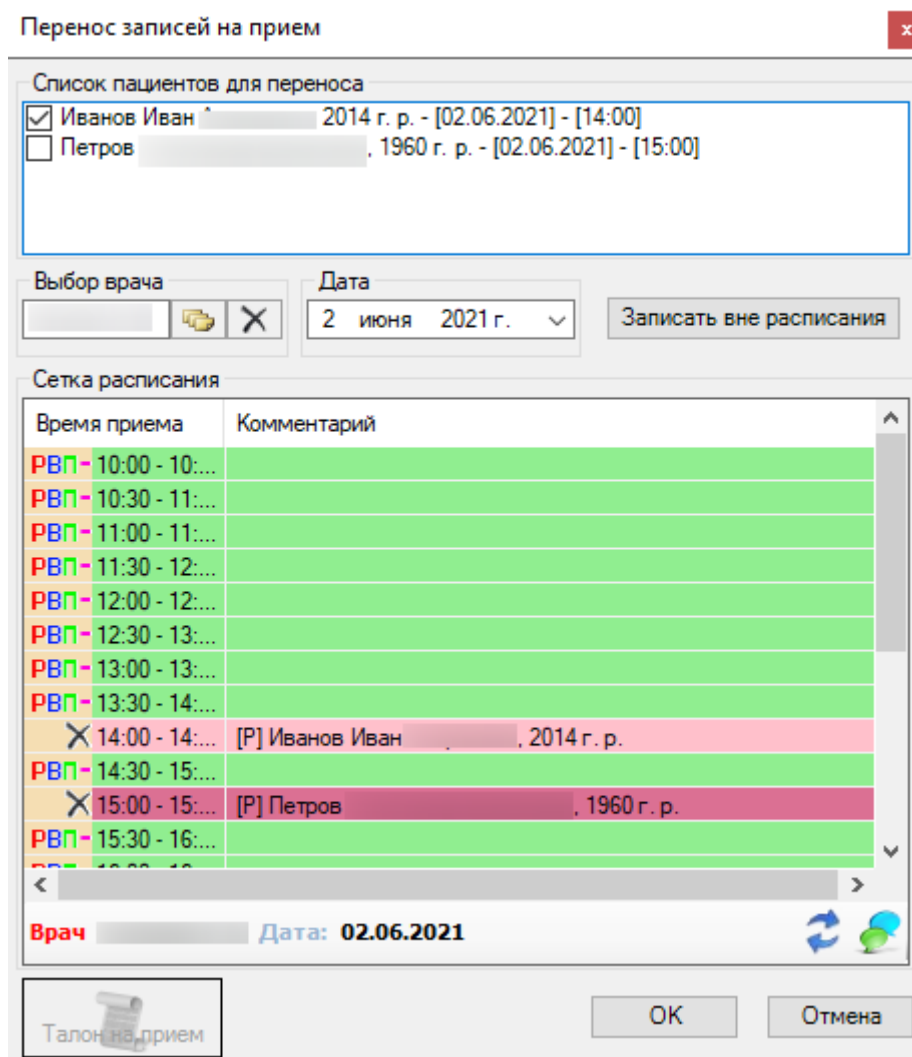 Перенос записей на прием
x
Список пациентов для переноса
Иванов Иван 2014 г. р. - [02.06.2021] - [14:00]
Петров , 1960 г. р. - [02.06.2021] - [15:00]
Выбор врача
Дата
2 июня 2021 г.
Записать вне расписания
Сетка расписания
Время приема Комментарий
РВП- 10:00 - 10:...
РВП- 10:30 - 11:...
РВП- 11:00 - 11:...
РВП- 11:30 - 12:...
РВП- 12:00 - 12:...
РВП- 12:30 - 13:...
РВП- 13:00 - 13:...
РВП- 13:30 - 14:...
14:00 - 14:... [Р] Иванов Иван , 2014 г. р.
РВП- 14:30 - 15:...
15:00 - 15:... [Р] Петров , 1960 г. р.
РВП- 15:30 - 16:...
Врач Дата: 02.06.2021
Талон на прием
ОК
Отмена